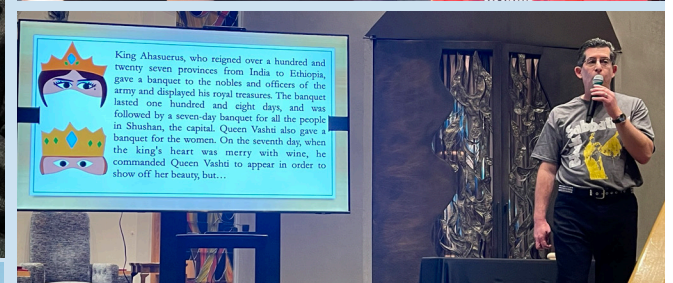 King Ahasuerus, who reigned over a hundred and
twenty seven provinces from India to Ethiopia,
gave a banquet to the nobles and officers of the
army and displayed his royal treasures. The banquet
lasted one hundred and eight days, and was
followed by a seven-day banquet for all the people
in Shushan, the capital. Queen Vashti also gave a
banquet for the women. On the seventh day, when
the king's heart was merry with wine, he
commanded Queen Vashti to appear in order to
show off her beauty, but…